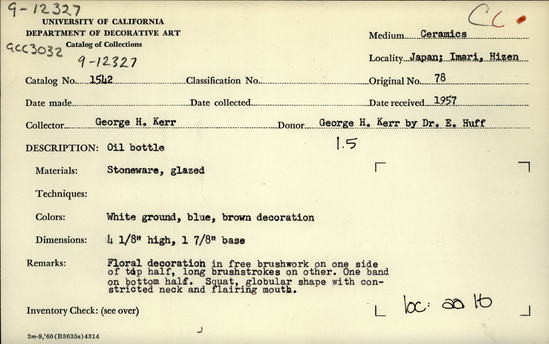 9-12327
UNIVERSITY OF CALIFORNIA
DEPARTMENT OF DECORATIVE ART
Catalog of Collections
9CC3032
9-12327
CC
Medium Ceramics
Locality Japan; Imari, Hizen
Catalog No. 1542 Classification No. Original No. 78
Date made Date collected Date received 1957
Collector George H. Kerr Donor George H. Kerr by Dr. E. Huff
DESCRIPTION: Oil bottle 1.5
Materials: Stoneware, glazed
Techniques:
Colors: White ground, blue, brown decoration
Dimensions: 4 1/8" high, 1 7/8" base
Remarks: Floral decoration in free brushwork on one side
of top half, long brushstrokes on other. One band
on bottom half. Squat, globular shape with con-
stricted neck and flairing mouth.
loc:
Inventory Check: (see over)
2m-9,'60 (B3635s) 4314